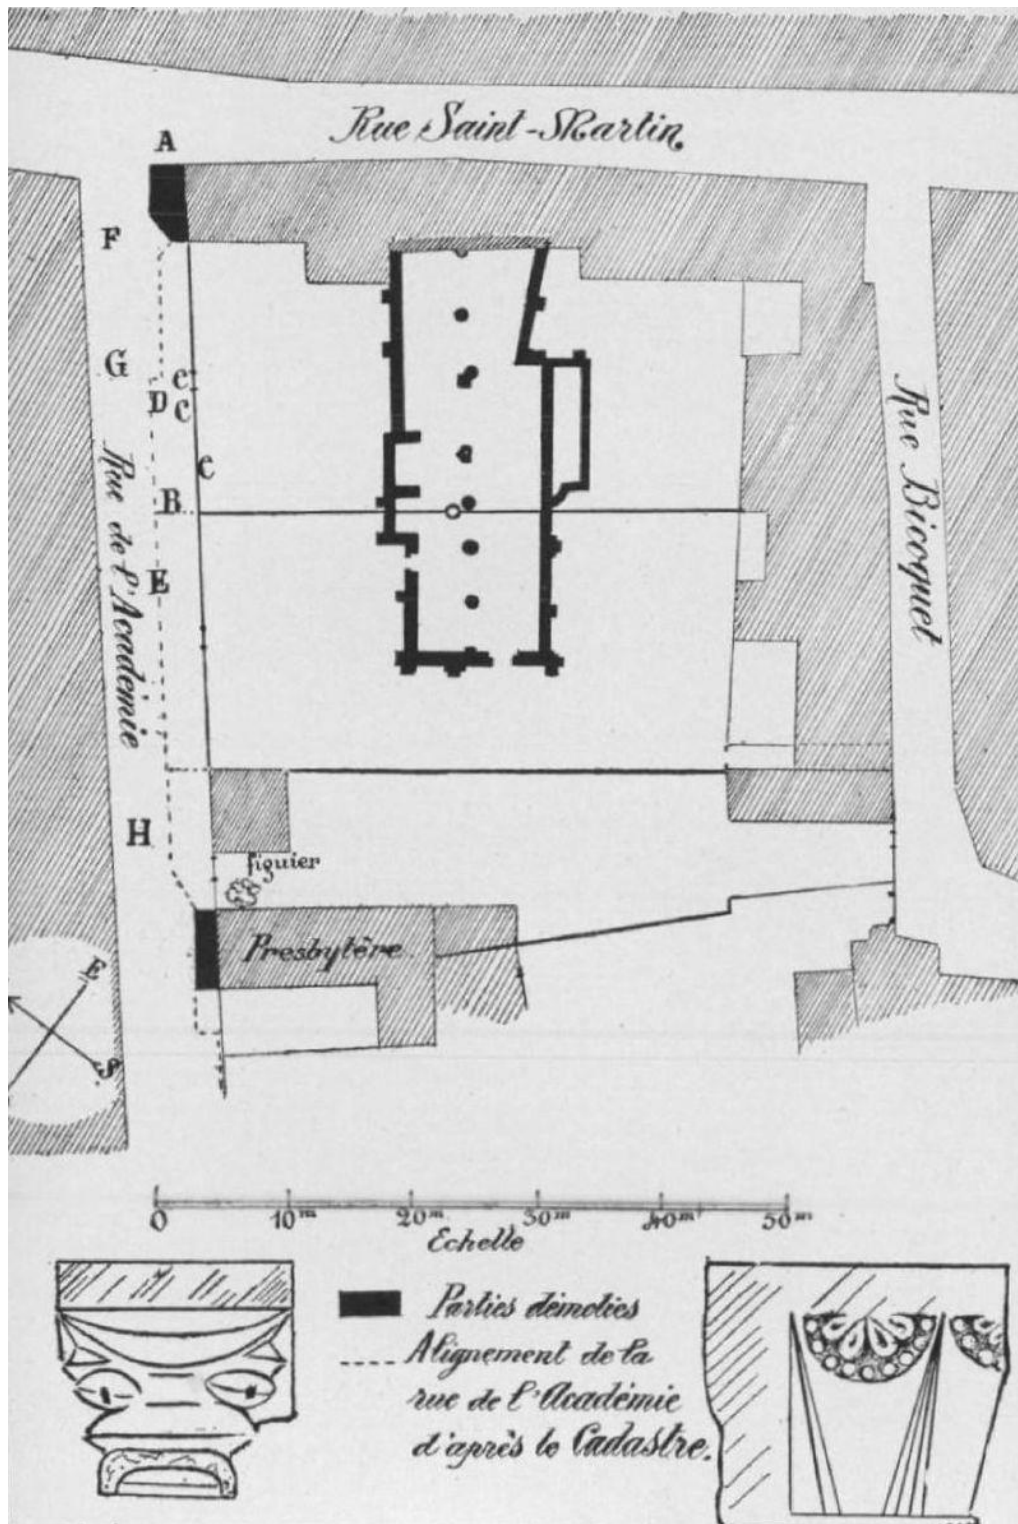 Rue Saint-Martin
A
F
G
C
D C
C
B
E
H
Rue de l'Académie
Rue Bicoquet
figuier
Presbytère
E
S
0 10m 20m 30m 40m 50m
Echelle
Parties démolies
Alignement de la
rue de l'Académie
d'après le Cadastre.